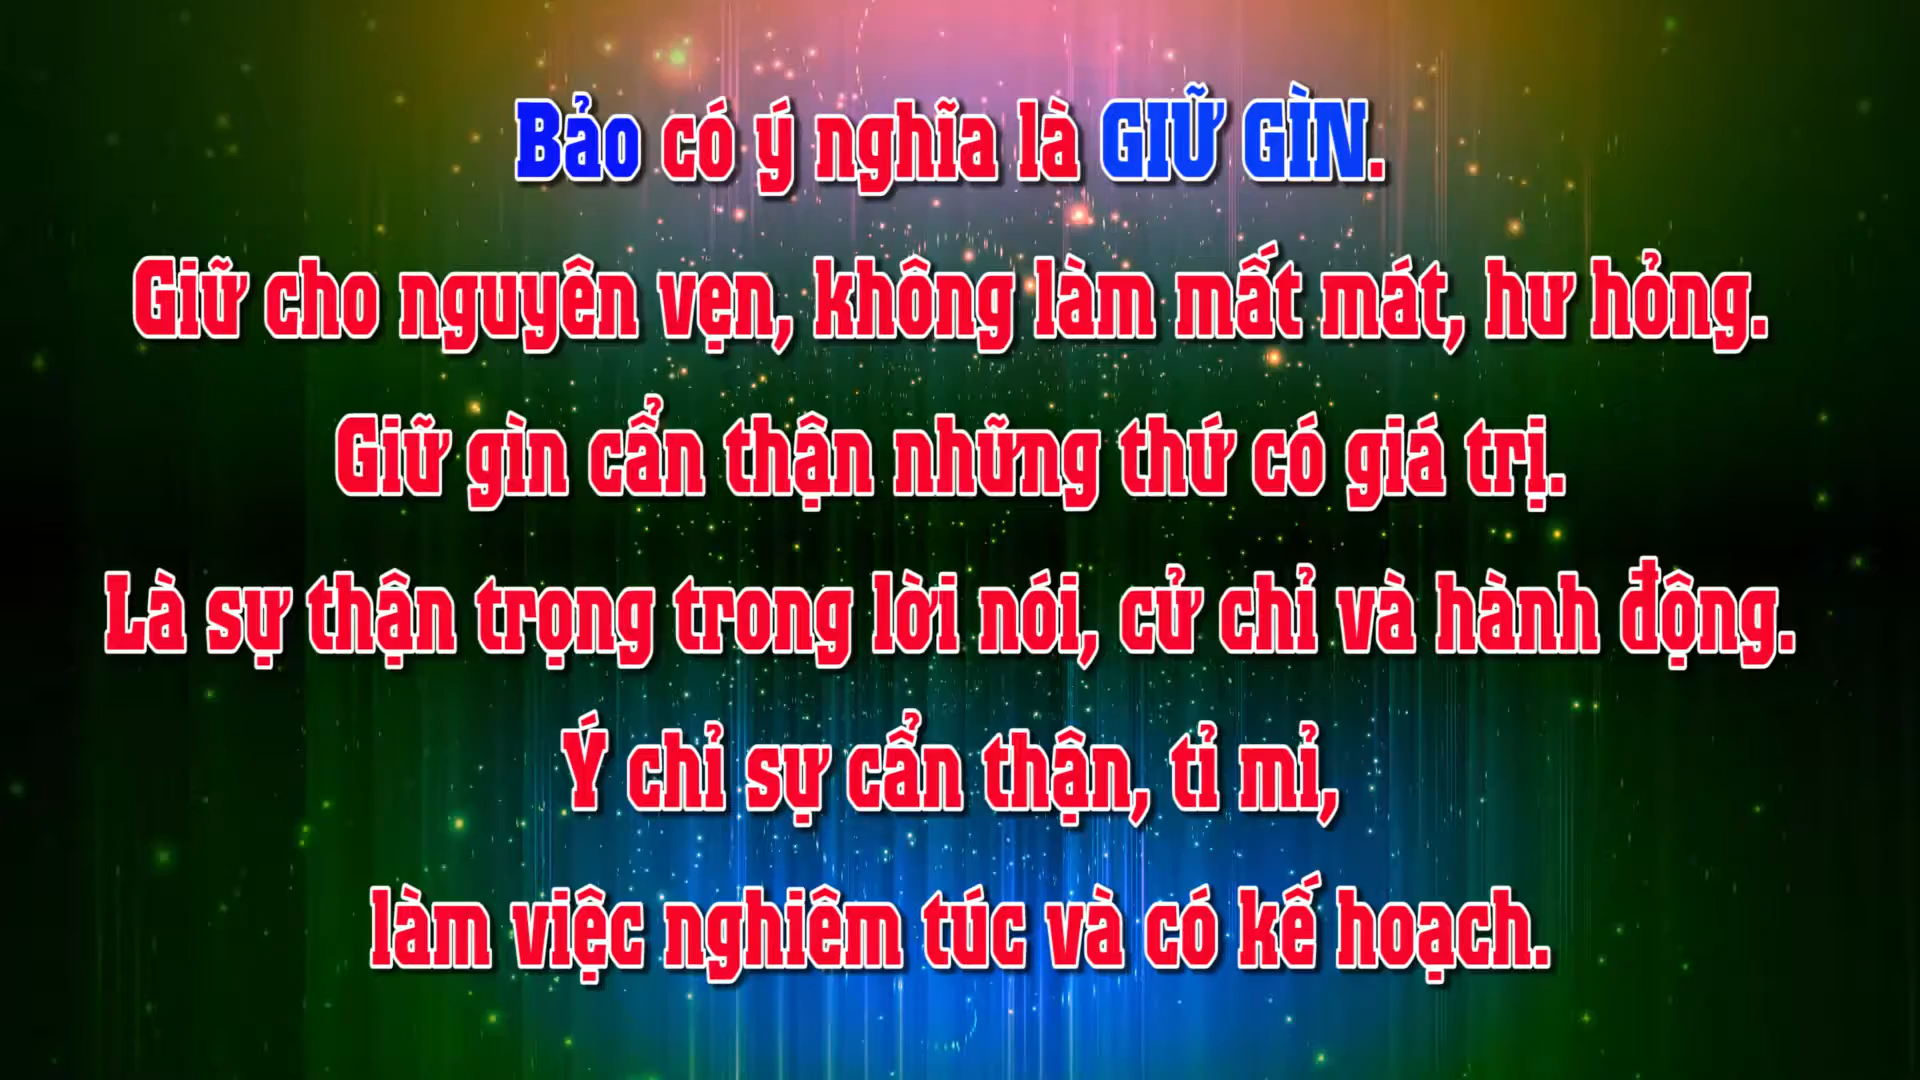 Bảo có ý nghĩa là GIỮ GÌN.
Giữ cho nguyên vẹn, không làm mất mát, hư hỏng.
Giữ gìn cẩn thận những thứ có giá trị.
Là sự thận trọng trong lời nói, cử chỉ và hành động.
Ý chỉ sự cẩn thận, tỉ mỉ,
làm việc nghiêm túc và có kế hoạch.